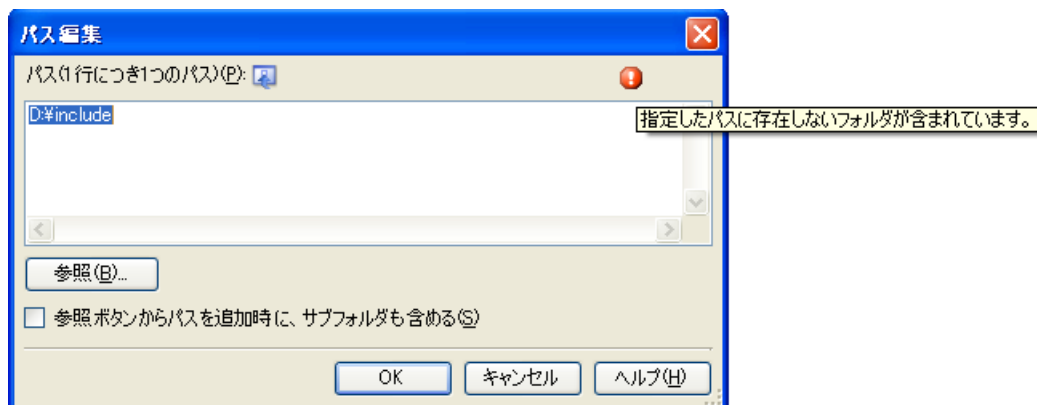 パス編集
パス(1行につき1つのパス)(P):
D:¥include
指定したパスに存在しないフォルダが含まれています。
参照(B)...
参照ボタンからパスを追加時に、サブフォルダも含める(S)
OK
キャンセル
ヘルプ(H)